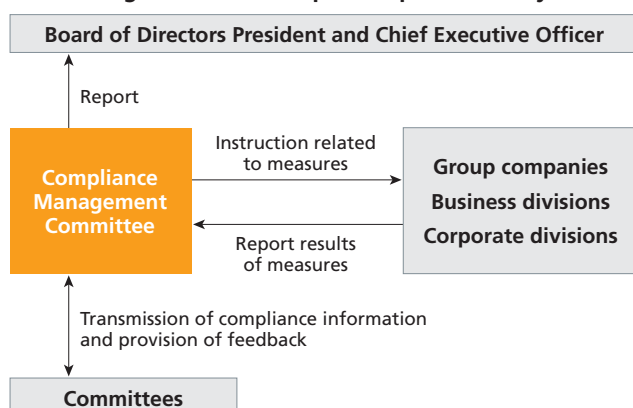 Board of Directors President and Chief Executive Officer
Report
Instruction related
to measures
Compliance
Management
Committee
Group companies
Business divisions
Corporate divisions
Report results
of measures
Transmission of compliance information
and provision of feedback
Committees